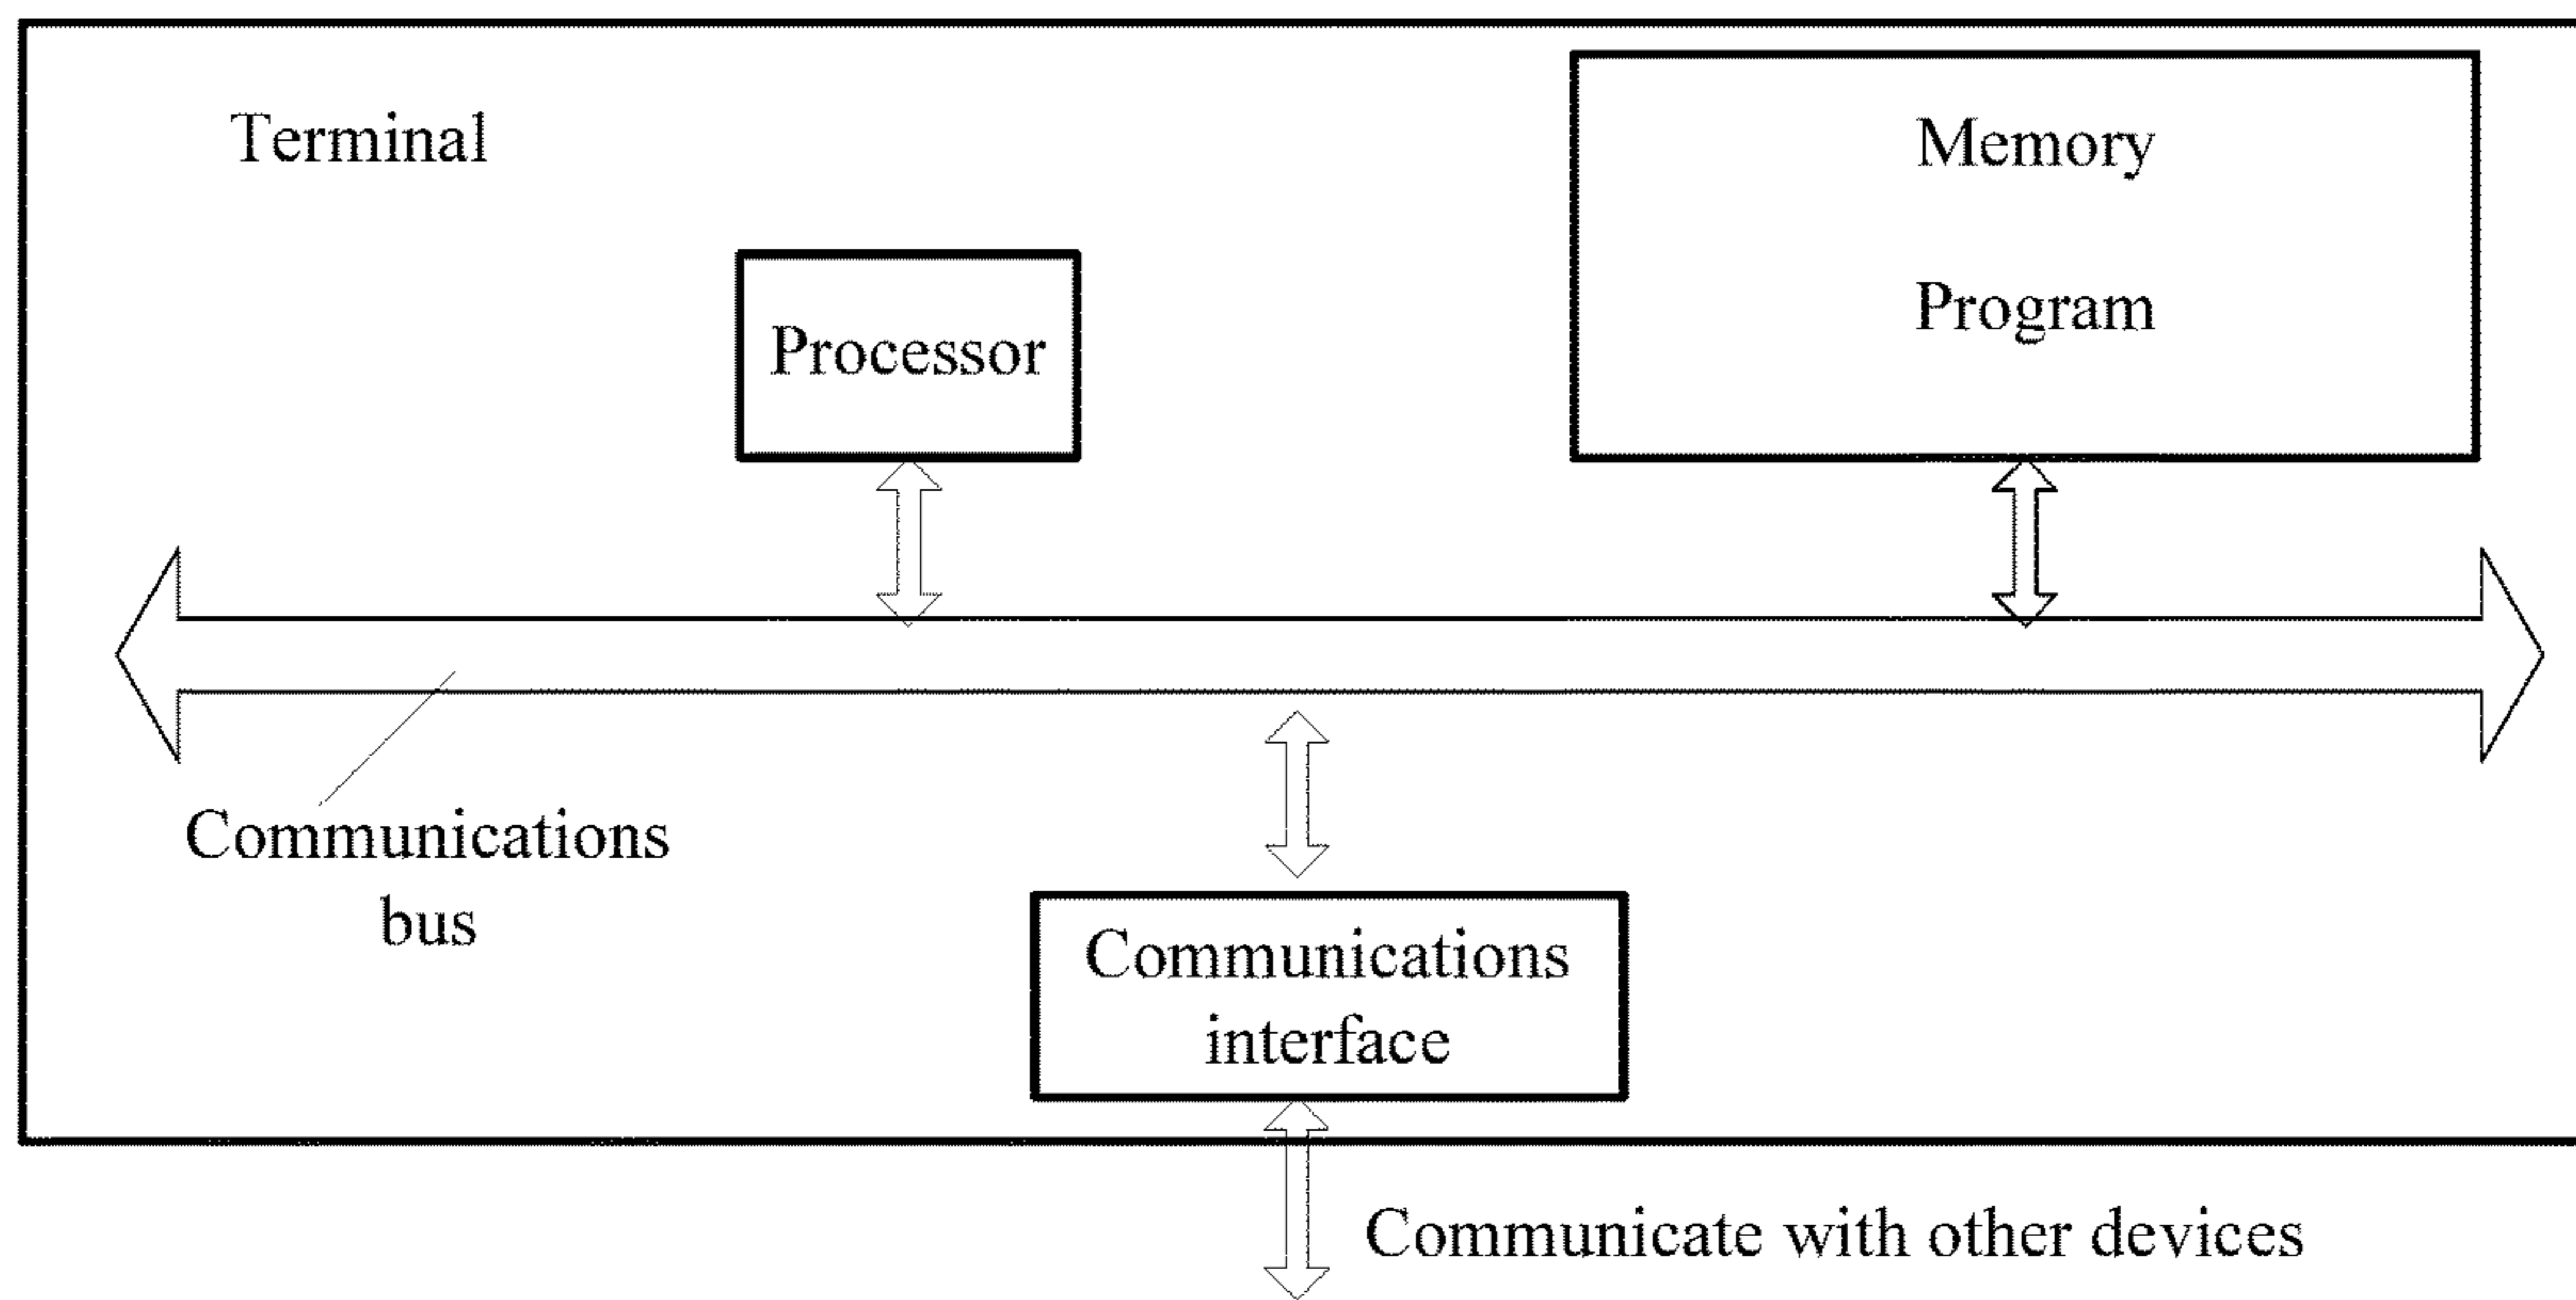 Terminal
Memory
Program
Processor
Communications
bus
Communications
interface
Communicate with other devices